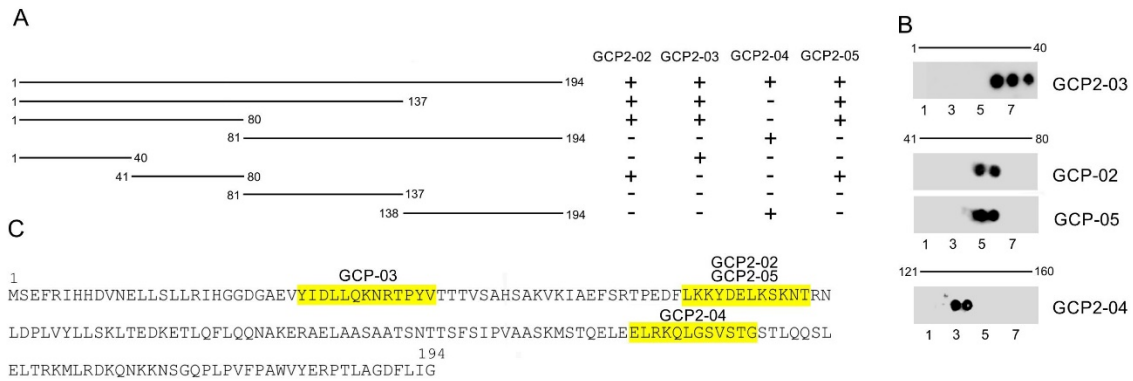 A
GCP2-02 GCP2-03 GCP2-04 GCP2-05
1 194 + + + +
1 137 + + - +
1 80 + + - +
81 194 - - + -
1 40 - + - -
41 80 + - - +
81 137 - - - -
138 194 - - + -
B
1 40
GCP2-03
1 3 5 7
41 80
GCP-02
GCP-05
1 3 5 7
121 160
GCP2-04
1 3 5 7
C
GCP2-02
1 GCP-03 GCP2-05
MSEFRIHHDVNELLSLLRIHGGDGAEVYIDLLQKNRTPYVTTTVSAHSAKVKIAEFSRTPEDFLKKYDELKSKNTRN
GCP2-04
LDPLVYLLSKLTEDKETLQFLQQNAKERAELAASAATSNTTSFSIPVAASKMSTQELEELRKQLGSVSTGSTLQQSL
194
ELTRKMLRDKQNKKNSGQPLPVFPAWVYERPTLAGDFLIG